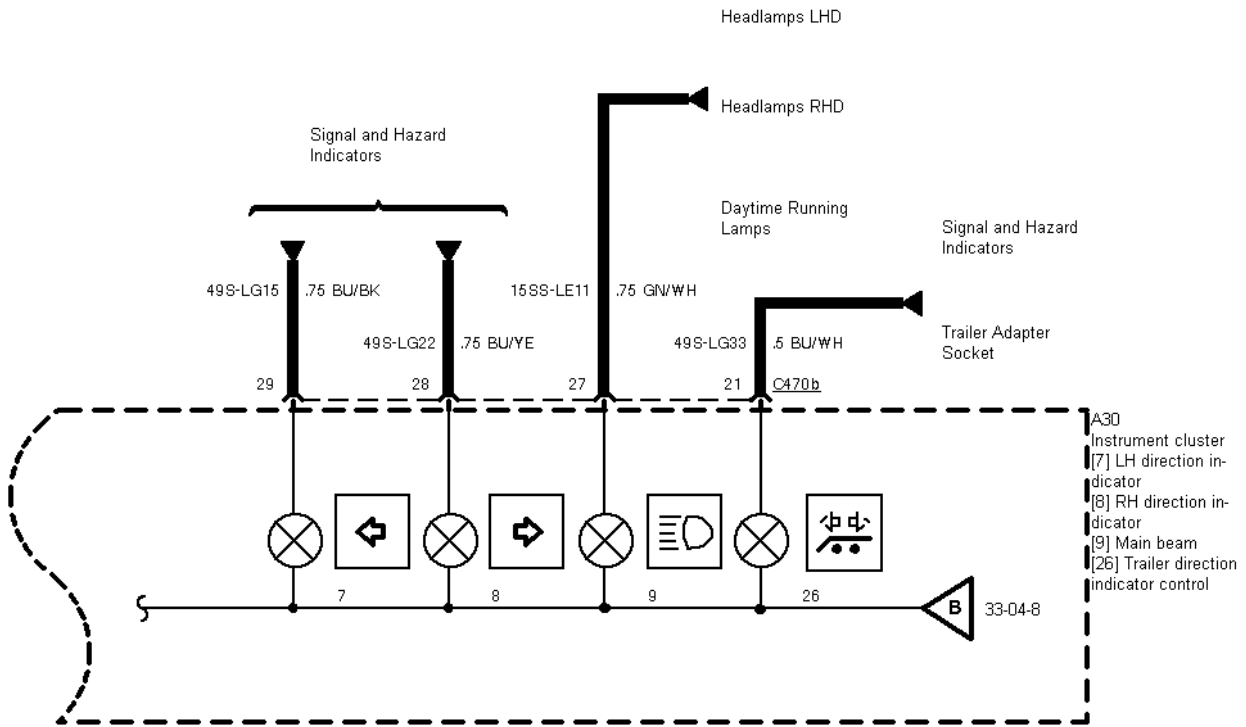 Headlamps LHD
Headlamps RHD
Signal and Hazard
Indicators
Daytime Running
Lamps
Signal and Hazard
Indicators
49S-LG15 .75 BU/BK
15SS-LE11 .75 GN/WH
49S-LG22 .75 BU/YE
49S-LG33 .5 BU/WH
Trailer Adapter
Socket
29 28 27 21 C470b
A30
Instrument cluster
[7] LH direction in-
dicator
[8] RH direction in-
dicator
[9] Main beam
[26] Trailer direction
indicator control
7 8 9 26
B 33-04-8